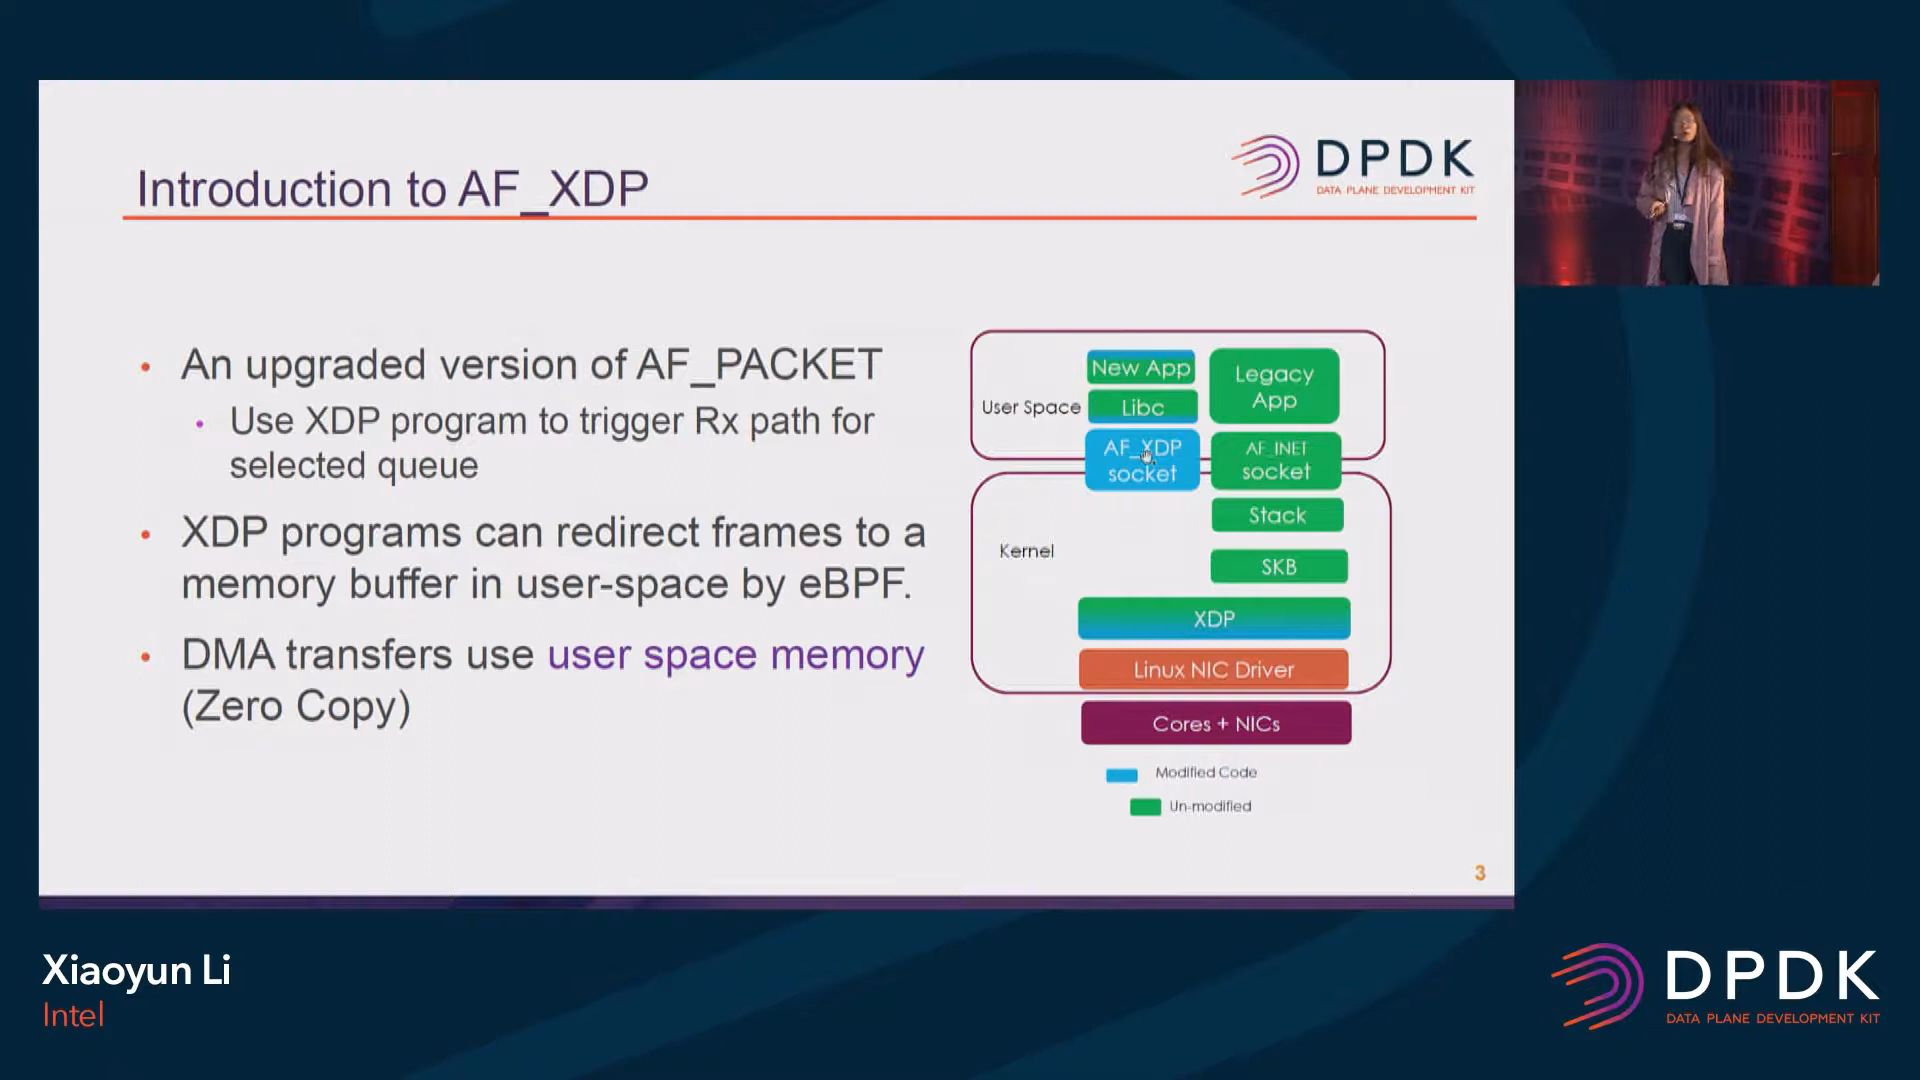 Introduction to AF_XDP
DPDK
DATA PLANE DEVELOPMENT KIT
• An upgraded version of AF_PACKET
• Use XDP program to trigger Rx path for
selected queue
• XDP programs can redirect frames to a
memory buffer in user-space by eBPF.
• DMA transfers use user space memory
(Zero Copy)
User Space
New App
Libc
AF_XDP
socket
Legacy
App
AF_INET
socket
Kernel
Stack
SKB
XDP
Linux NIC Driver
Cores + NICs
Modified Code
Un-modified
3
Xiaoyun Li
Intel
DPDK
DATA PLANE DEVELOPMENT KIT